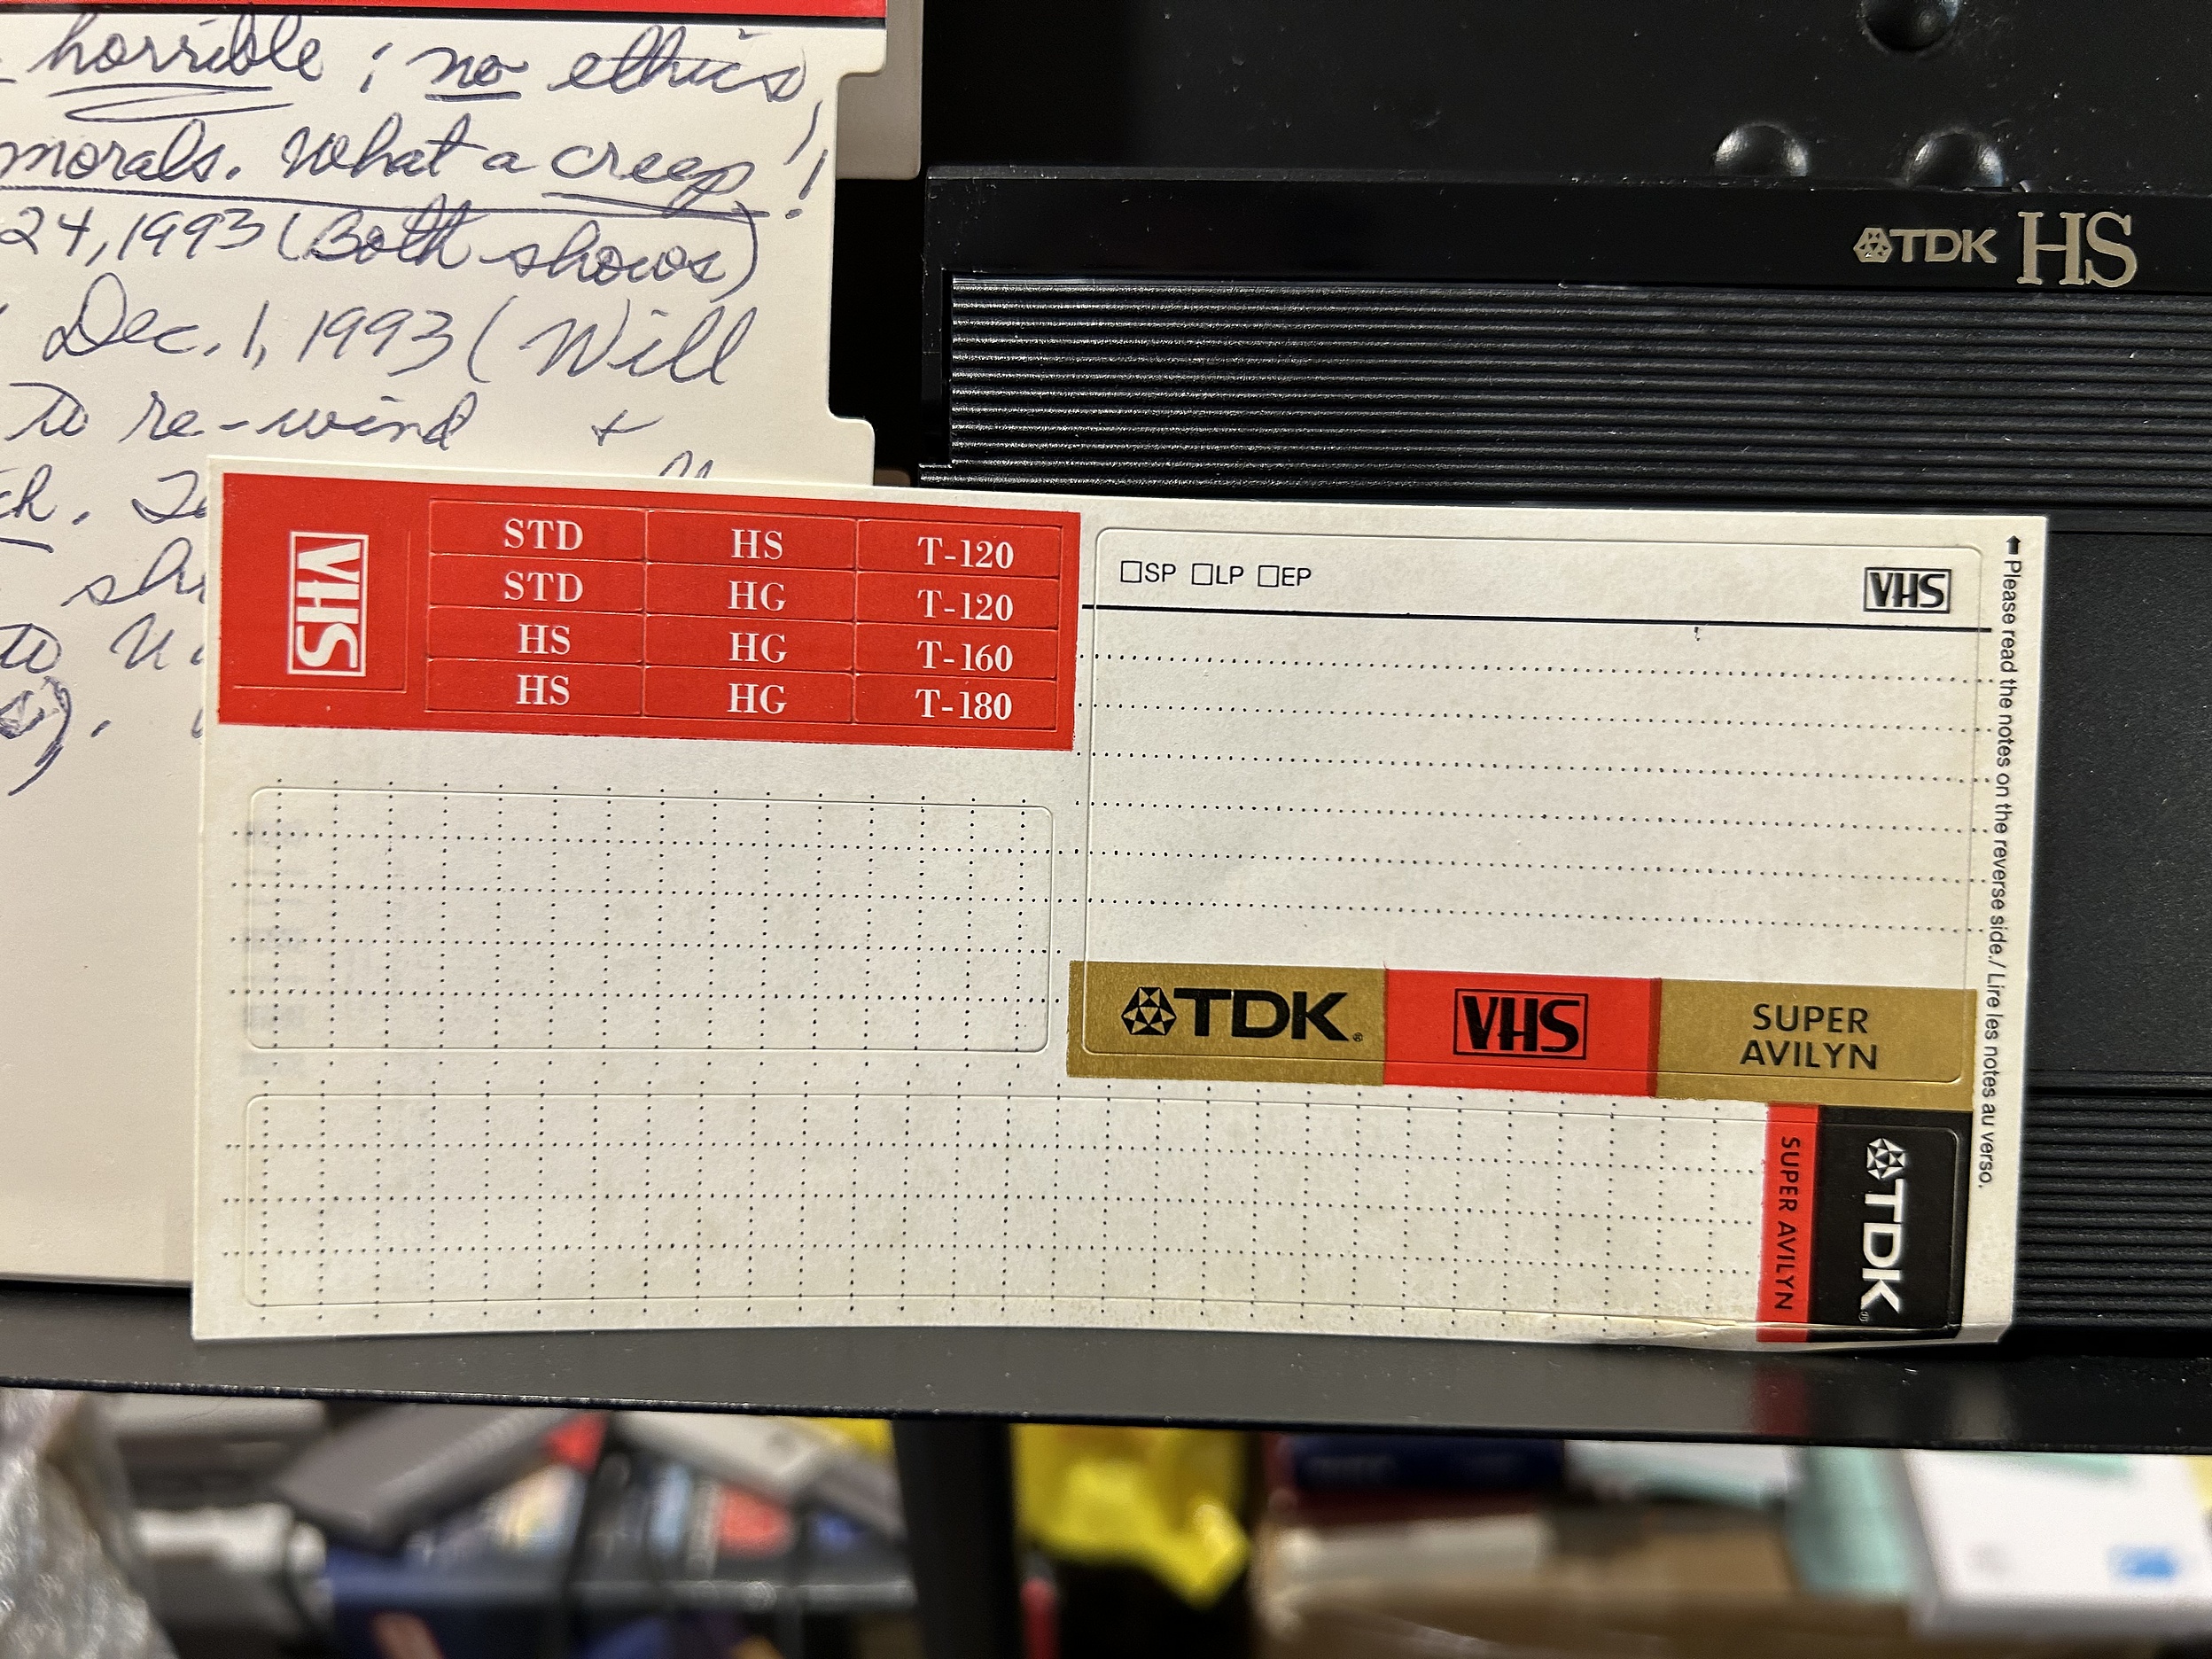 horrible; no ethics,
morals. What a creep!!
24, 1993 (Both shows)
Dec. 1, 1993 (Will
to re-wind +
to
TDK HS
VHS
STD HS T-120
STD HG T-120
HS HG T-160
HS HG T-180
□SP □LP □EP VHS
TDK® VHS SUPER
AVILYN
SUPER AVILYN
TDK®
←Please read the notes on the reverse side./Lire les notes au verso.